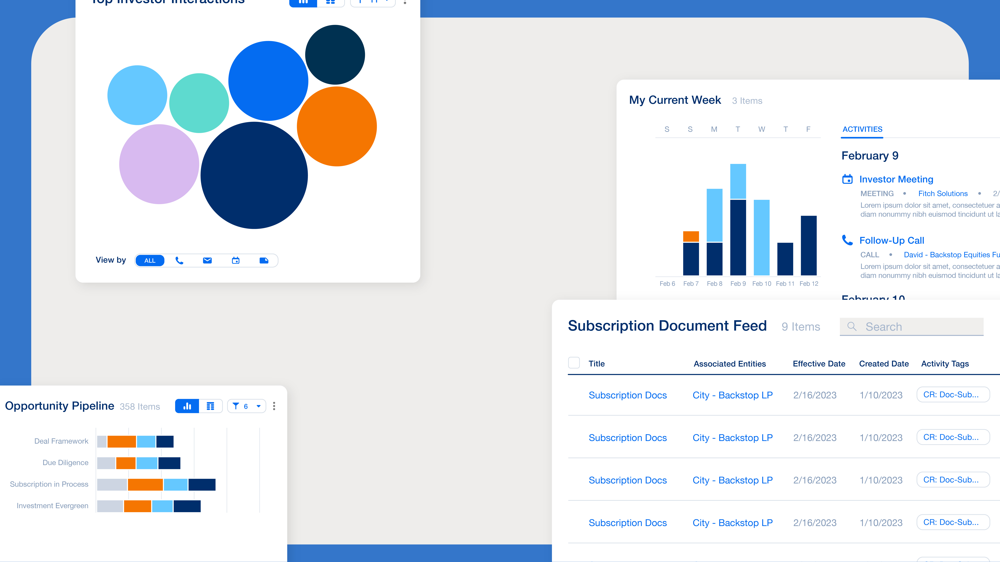 Top Investor Interactions
View by ALL
My Current Week 3 Items
S S M T W T F
Feb 6 Feb 7 Feb 8 Feb 9 Feb 10 Feb 11 Feb 12
ACTIVITIES
February 9
Investor Meeting
MEETING • Fitch Solutions • 2/
Lorem ipsum dolor sit amet, consectetuer a
diam nonummy nibh euismod tincidunt ut la
Follow-Up Call
CALL • David - Backstop Equities Fu
Lorem ipsum dolor sit amet, consectetuer a
diam nonummy nibh euismod tincidunt ut la
February 10
Opportunity Pipeline 358 Items 6
Deal Framework
Due Diligence
Subscription in Process
Investment Evergreen
Subscription Document Feed 9 Items Search
Title Associated Entities Effective Date Created Date Activity Tags
Subscription Docs City - Backstop LP 2/16/2023 1/10/2023 CR: Doc-Sub...
Subscription Docs City - Backstop LP 2/16/2023 1/10/2023 CR: Doc-Sub...
Subscription Docs City - Backstop LP 2/16/2023 1/10/2023 CR: Doc-Sub...
Subscription Docs City - Backstop LP 2/16/2023 1/10/2023 CR: Doc-Sub...